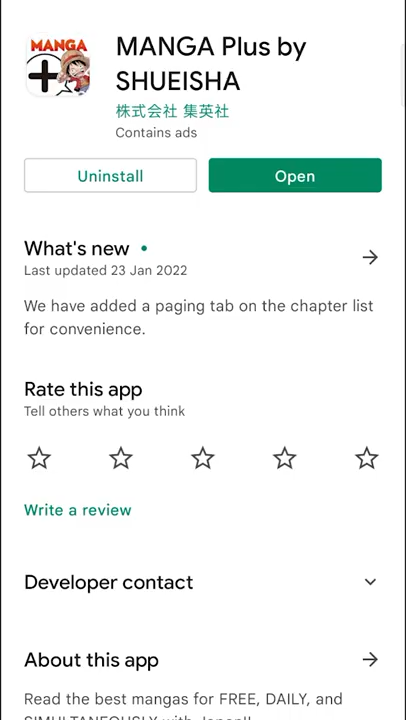 MANGA
MANGA Plus by
SHUEISHA
株式会社 集英社
Contains ads
Uninstall
Open
What's new
Last updated 23 Jan 2022
We have added a paging tab on the chapter list
for convenience.
Rate this app
Tell others what you think
Write a review
Developer contact
About this app
Read the best mangas for FREE, DAILY, and
SIMULTANEOUSLY with Japan!!